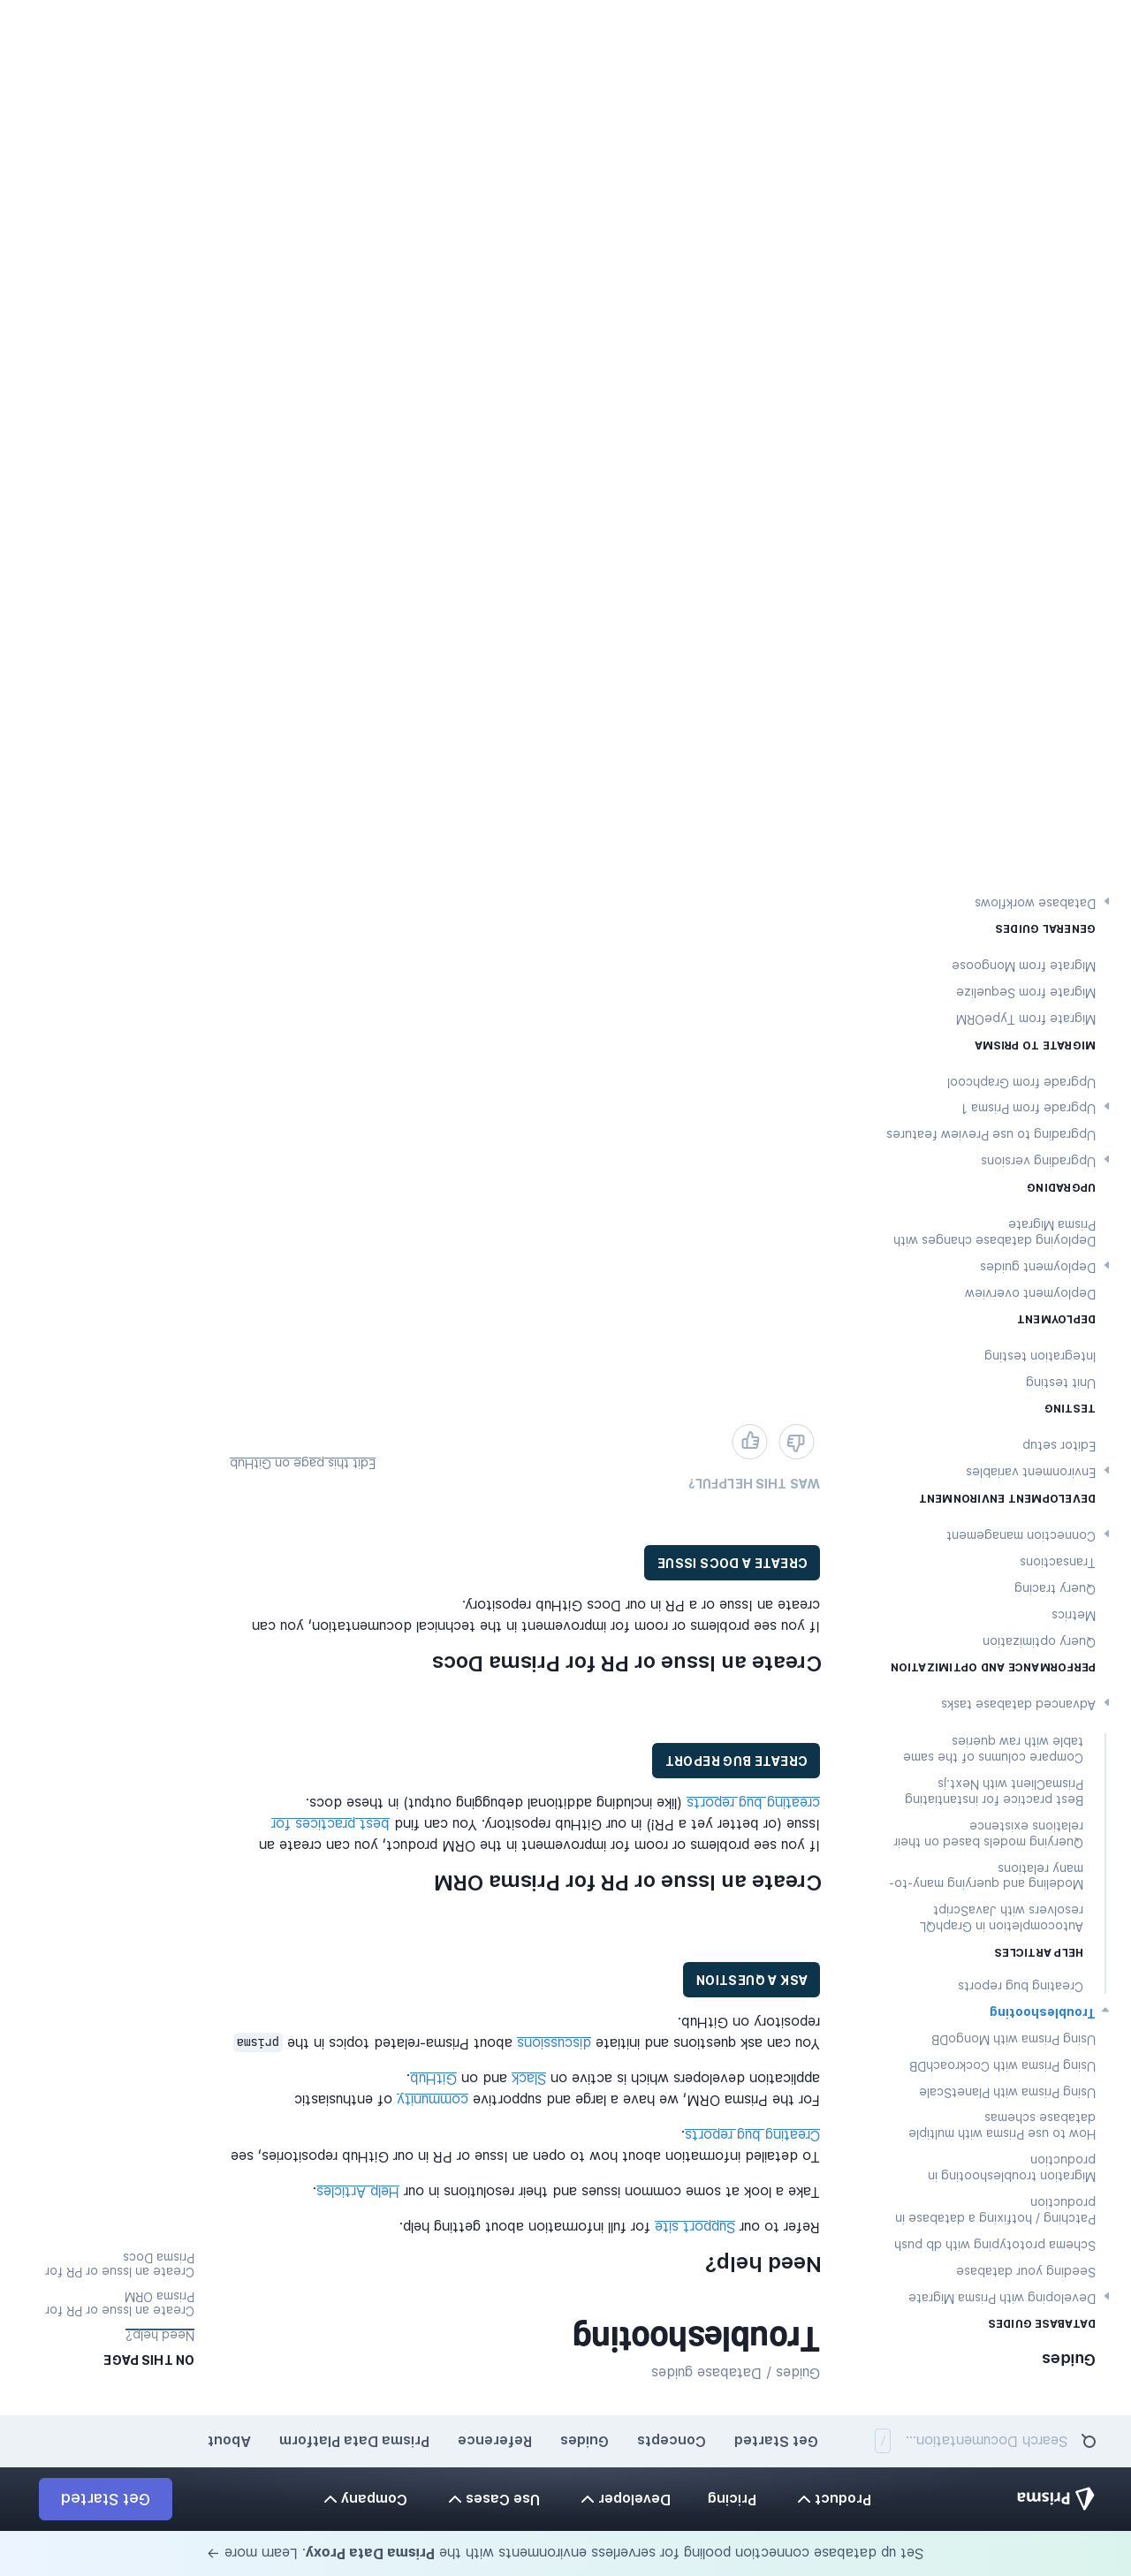 Set up database connection pooling for serverless environments with the Prisma Data Proxy. Learn more →
Prisma
Product
Pricing
Developer
Use Cases
Company
Get Started
Search Documentation...
/
Get Started
Concepts
Guides
Reference
Prisma Data Platform
About
Guides
DATABASE GUIDES
Developing with Prisma Migrate
Seeding your database
Schema prototyping with db push
Patching / hotfixing a database in
production
Migration troubleshooting in
production
How to use Prisma with multiple
database schemas
Using Prisma with PlanetScale
Using Prisma with CockroachDB
Using Prisma with MongoDB
Troubleshooting
Creating bug reports
HELP ARTICLES
Autocompletion in GraphQL
resolvers with JavaScript
Modeling and querying many-to-
many relations
Querying models based on their
relations existence
Best practice for instantiating
PrismaClient with Next.js
Compare columns of the same
table with raw queries
Advanced database tasks
PERFORMANCE AND OPTIMIZATION
Query optimization
Metrics
Query tracing
Transactions
Connection management
DEVELOPMENT ENVIRONMENT
Environment variables
Editor setup
TESTING
Unit testing
Integration testing
DEPLOYMENT
Deployment overview
Deployment guides
Deploying database changes with
Prisma Migrate
UPGRADING
Upgrading versions
Upgrading to use Preview features
Upgrade from Prisma 1
Upgrade from Graphcool
MIGRATE TO PRISMA
Migrate from TypeORM
Migrate from Sequelize
Migrate from Mongoose
GENERAL GUIDES
Database workflows
Guides / Database guides
Troubleshooting
Need help?
Refer to our Support site for full information about getting help.
Take a look at some common issues and their resolutions in our Help Articles.
To detailed information about how to open an Issue or PR in our GitHub repositories, see
Creating bug reports.
For the Prisma ORM, we have a large and supportive community of enthusiastic
application developers which is active on Slack and on GitHub.
You can ask questions and initiate discussions about Prisma-related topics in the prisma
repository on GitHub.
ASK A QUESTION
Create an Issue or PR for Prisma ORM
If you see problems or room for improvement in the ORM product, you can create an
Issue (or better yet a PR!) in our GitHub repository. You can find best practices for
creating bug reports (like including additional debugging output) in these docs.
CREATE BUG REPORT
Create an Issue or PR for Prisma Docs
If you see problems or room for improvement in the technical documentation, you can
create an Issue or a PR in our Docs GitHub repository.
CREATE A DOCS ISSUE
WAS THIS HELPFUL?
Edit this page on GitHub
ON THIS PAGE
Need help?
Create an Issue or PR for
Prisma ORM
Create an Issue or PR for
Prisma Docs